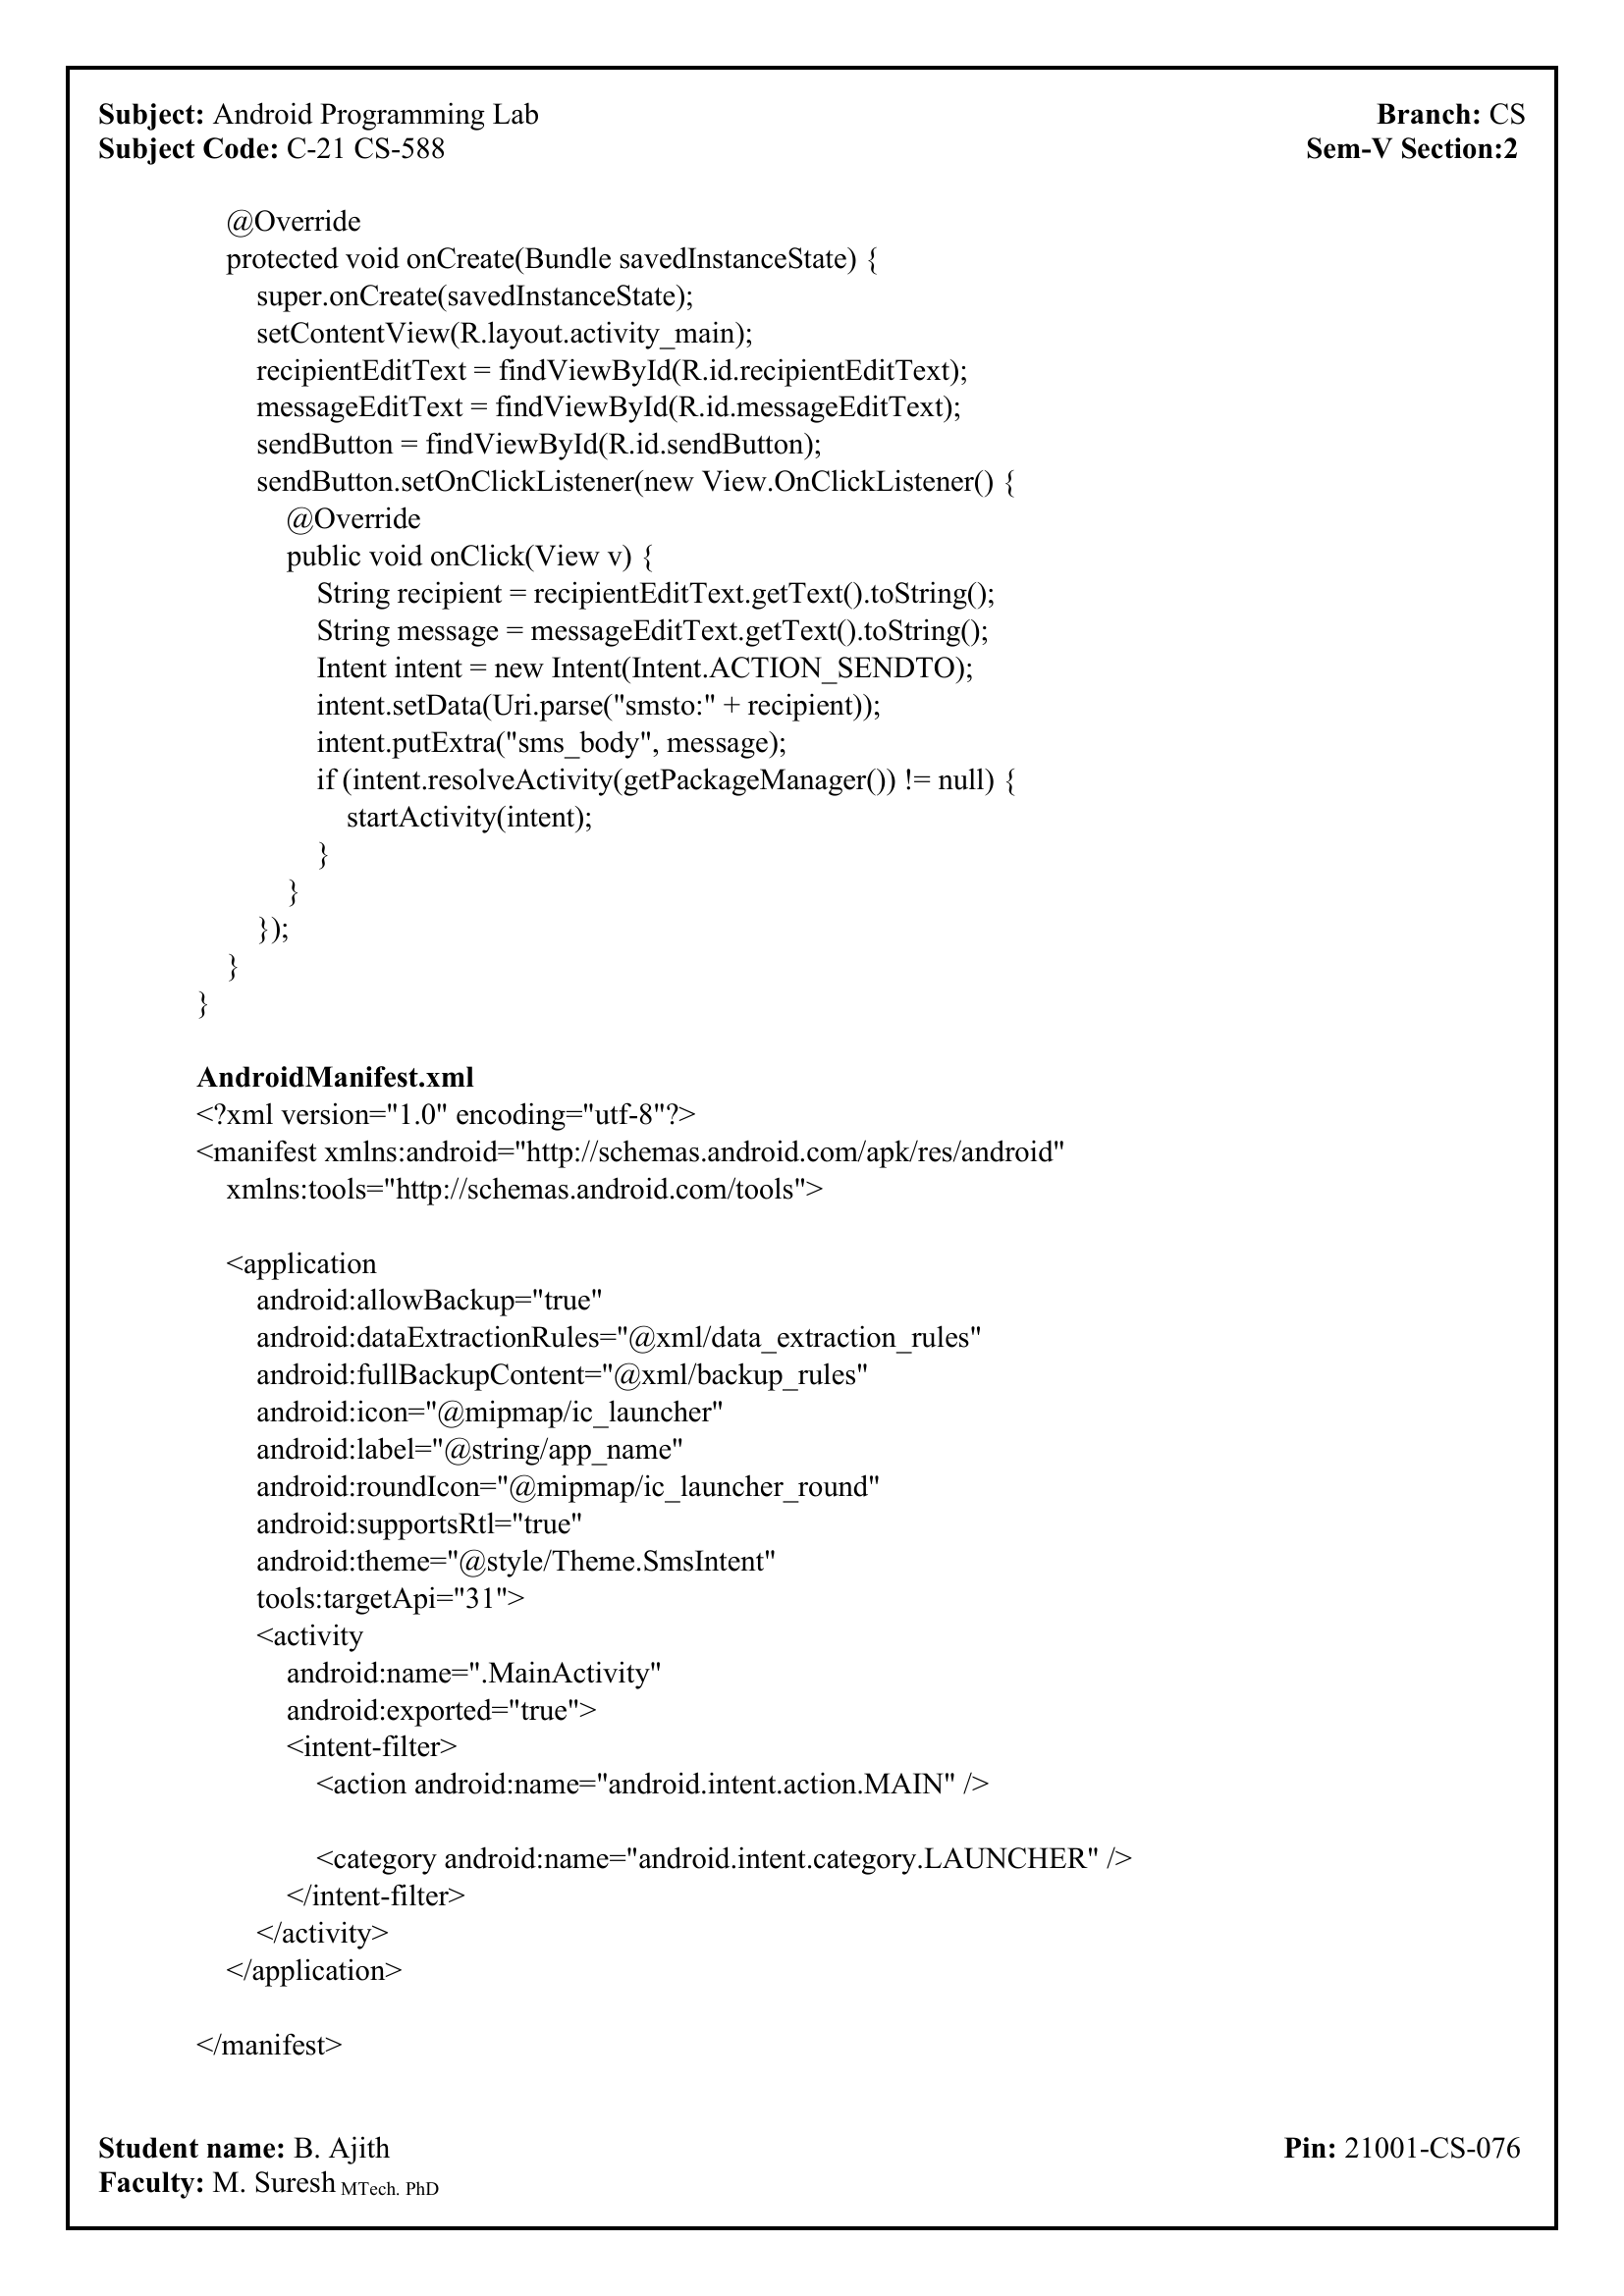 Subject: Android Programming Lab Branch: CS
Subject Code: C-21 CS-588 Sem-V Section:2
@Override
protected void onCreate(Bundle savedInstanceState) {
super.onCreate(savedInstanceState);
setContentView(R.layout.activity_main);
recipientEditText = findViewById(R.id.recipientEditText);
messageEditText = findViewById(R.id.messageEditText);
sendButton = findViewById(R.id.sendButton);
sendButton.setOnClickListener(new View.OnClickListener() {
@Override
public void onClick(View v) {
String recipient = recipientEditText.getText().toString();
String message = messageEditText.getText().toString();
Intent intent = new Intent(Intent.ACTION_SENDTO);
intent.setData(Uri.parse("smsto:" + recipient));
intent.putExtra("sms_body", message);
if (intent.resolveActivity(getPackageManager()) != null) {
startActivity(intent);
}
}
});
}
}
AndroidManifest.xml
<?xml version="1.0" encoding="utf-8"?>
<manifest xmlns:android="http://schemas.android.com/apk/res/android"
xmlns:tools="http://schemas.android.com/tools">
<application
android:allowBackup="true"
android:dataExtractionRules="@xml/data_extraction_rules"
android:fullBackupContent="@xml/backup_rules"
android:icon="@mipmap/ic_launcher"
android:label="@string/app_name"
android:roundIcon="@mipmap/ic_launcher_round"
android:supportsRtl="true"
android:theme="@style/Theme.SmsIntent"
tools:targetApi="31">
<activity
android:name=".MainActivity"
android:exported="true">
<intent-filter>
<action android:name="android.intent.action.MAIN" />
<category android:name="android.intent.category.LAUNCHER" />
</intent-filter>
</activity>
</application>
</manifest>
Student name: B. Ajith Pin: 21001-CS-076
Faculty: M. Suresh MTech. PhD